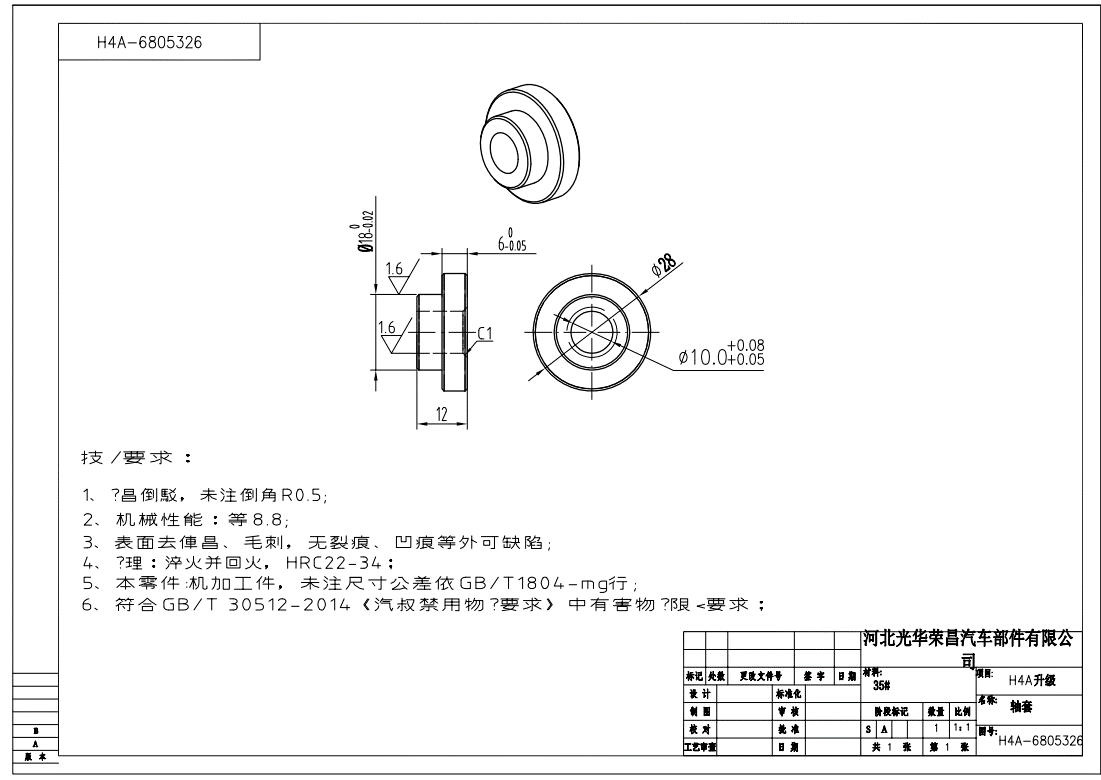 H4A-6805326
Ø18 0 -0.02
6 0 -0.05
1.6
1.6
C1
12
Ø28
Ø10.0 +0.08 +0.05
技/要求：
1、?昌倒駁，未注倒角R0.5;
2、机械性能：等8.8;
3、表面去俥昌、毛刺，无裂痕、凹痕等外可缺陷;
4、?理：淬火并回火，HRC22-34；
5、本零件:机加工件，未注尺寸公差依GB/T1804-mg行;
6、符合GB/T 30512-2014《汽叔禁用物?要求》中有害物?限<要求；
河北光华荣昌汽车部件有限公司
标记 处数 更改文件号 签字 日期
材料:
35#
项目:
H4A升级
设计 标准化
名称:
轴套
制图 审核
阶段标记 数量 比例
校对 批准
S A 1 1:1
图号:
H4A-6805326
工艺审查 日期
共 1 张 第 1 张
B
A
版本